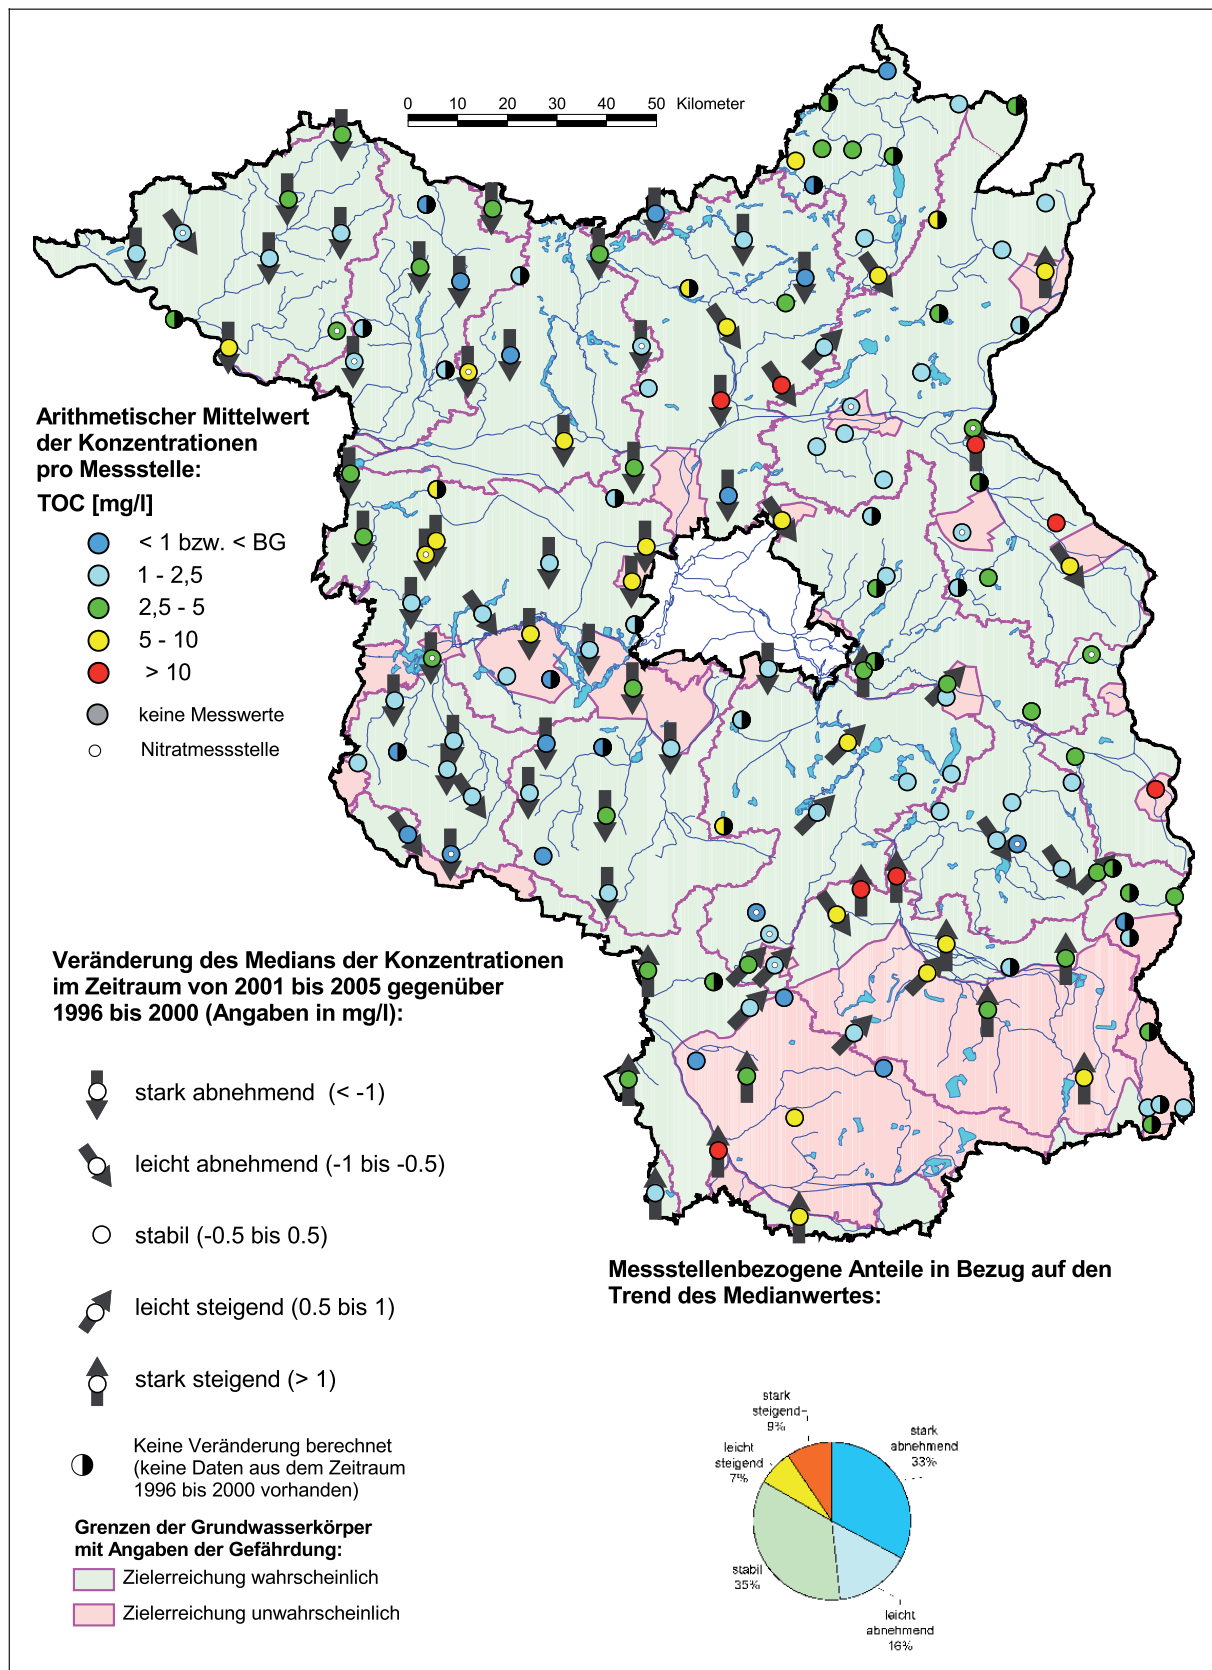 0 10 20 30 40 50 Kilometer
Arithmetischer Mittelwert
der Konzentrationen
pro Messstelle:
TOC [mg/l]
< 1 bzw. < BG
1 - 2,5
2,5 - 5
5 - 10
> 10
keine Messwerte
Nitratmessstelle
Veränderung des Medians der Konzentrationen
im Zeitraum von 2001 bis 2005 gegenüber
1996 bis 2000 (Angaben in mg/l):
stark abnehmend (< -1)
leicht abnehmend (-1 bis -0.5)
stabil (-0.5 bis 0.5)
leicht steigend (0.5 bis 1)
stark steigend (> 1)
Keine Veränderung berechnet
(keine Daten aus dem Zeitraum
1996 bis 2000 vorhanden)
Grenzen der Grundwasserkörper
mit Angaben der Gefährdung:
Zielerreichung wahrscheinlich
Zielerreichung unwahrscheinlich
Messstellenbezogene Anteile in Bezug auf den
Trend des Medianwertes:
stark
steigend
9%
stark
abnehmend
33%
leicht
steigend
7%
stabil
35%
leicht
abnehmend
16%